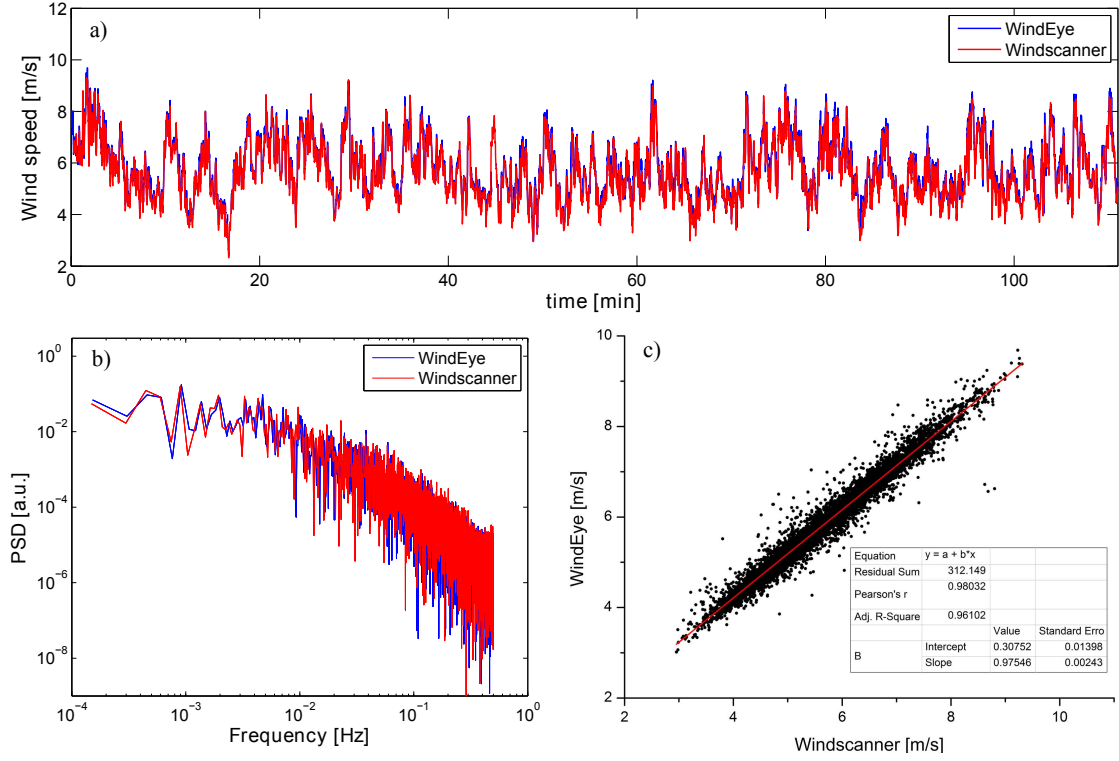 a)
WindEye
Windscanner
Wind speed [m/s]
12
10
8
6
4
2
0 20 40 60 80 100
time [min]
b)
WindEye
Windscanner
PSD [a.u.]
10^0
10^-2
10^-4
10^-6
10^-8
10^-4 10^-3 10^-2 10^-1 10^0
Frequency [Hz]
c)
WindEye [m/s]
10
8
6
4
2
Equation y = a + b*x
Residual Sum 312.149
Pearson's r 0.98032
Adj. R-Square 0.96102
Value Standard Erro
B Intercept 0.30752 0.01398
Slope 0.97546 0.00243
2 4 6 8 10
Windscanner [m/s]